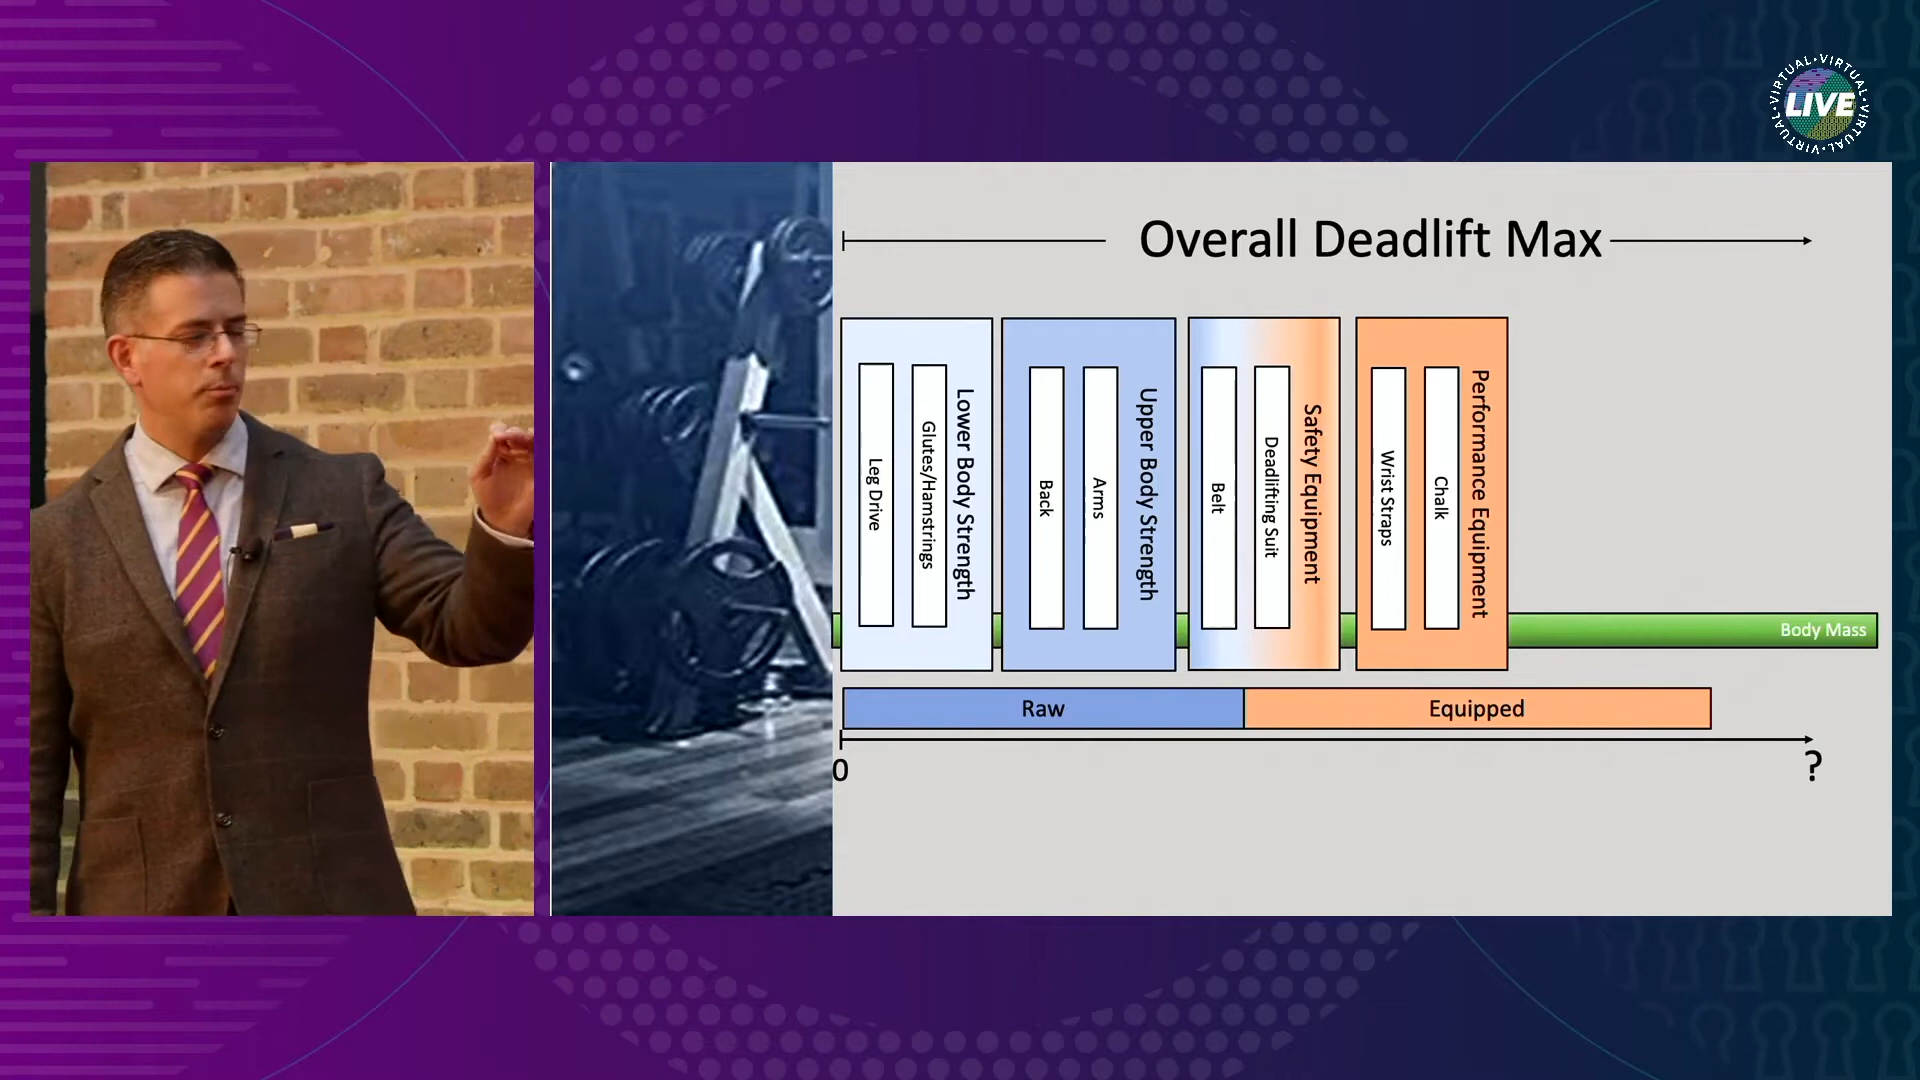 VIRTUAL • VIRTUAL • VIRTUAL • VIRTUAL •
LIVE
Overall Deadlift Max
Leg Drive
Glutes/Hamstrings
Lower Body Strength
Back
Arms
Upper Body Strength
Belt
Deadlifting Suit
Safety Equipment
Wrist Straps
Chalk
Performance Equipment
Body Mass
Raw
Equipped
0
?